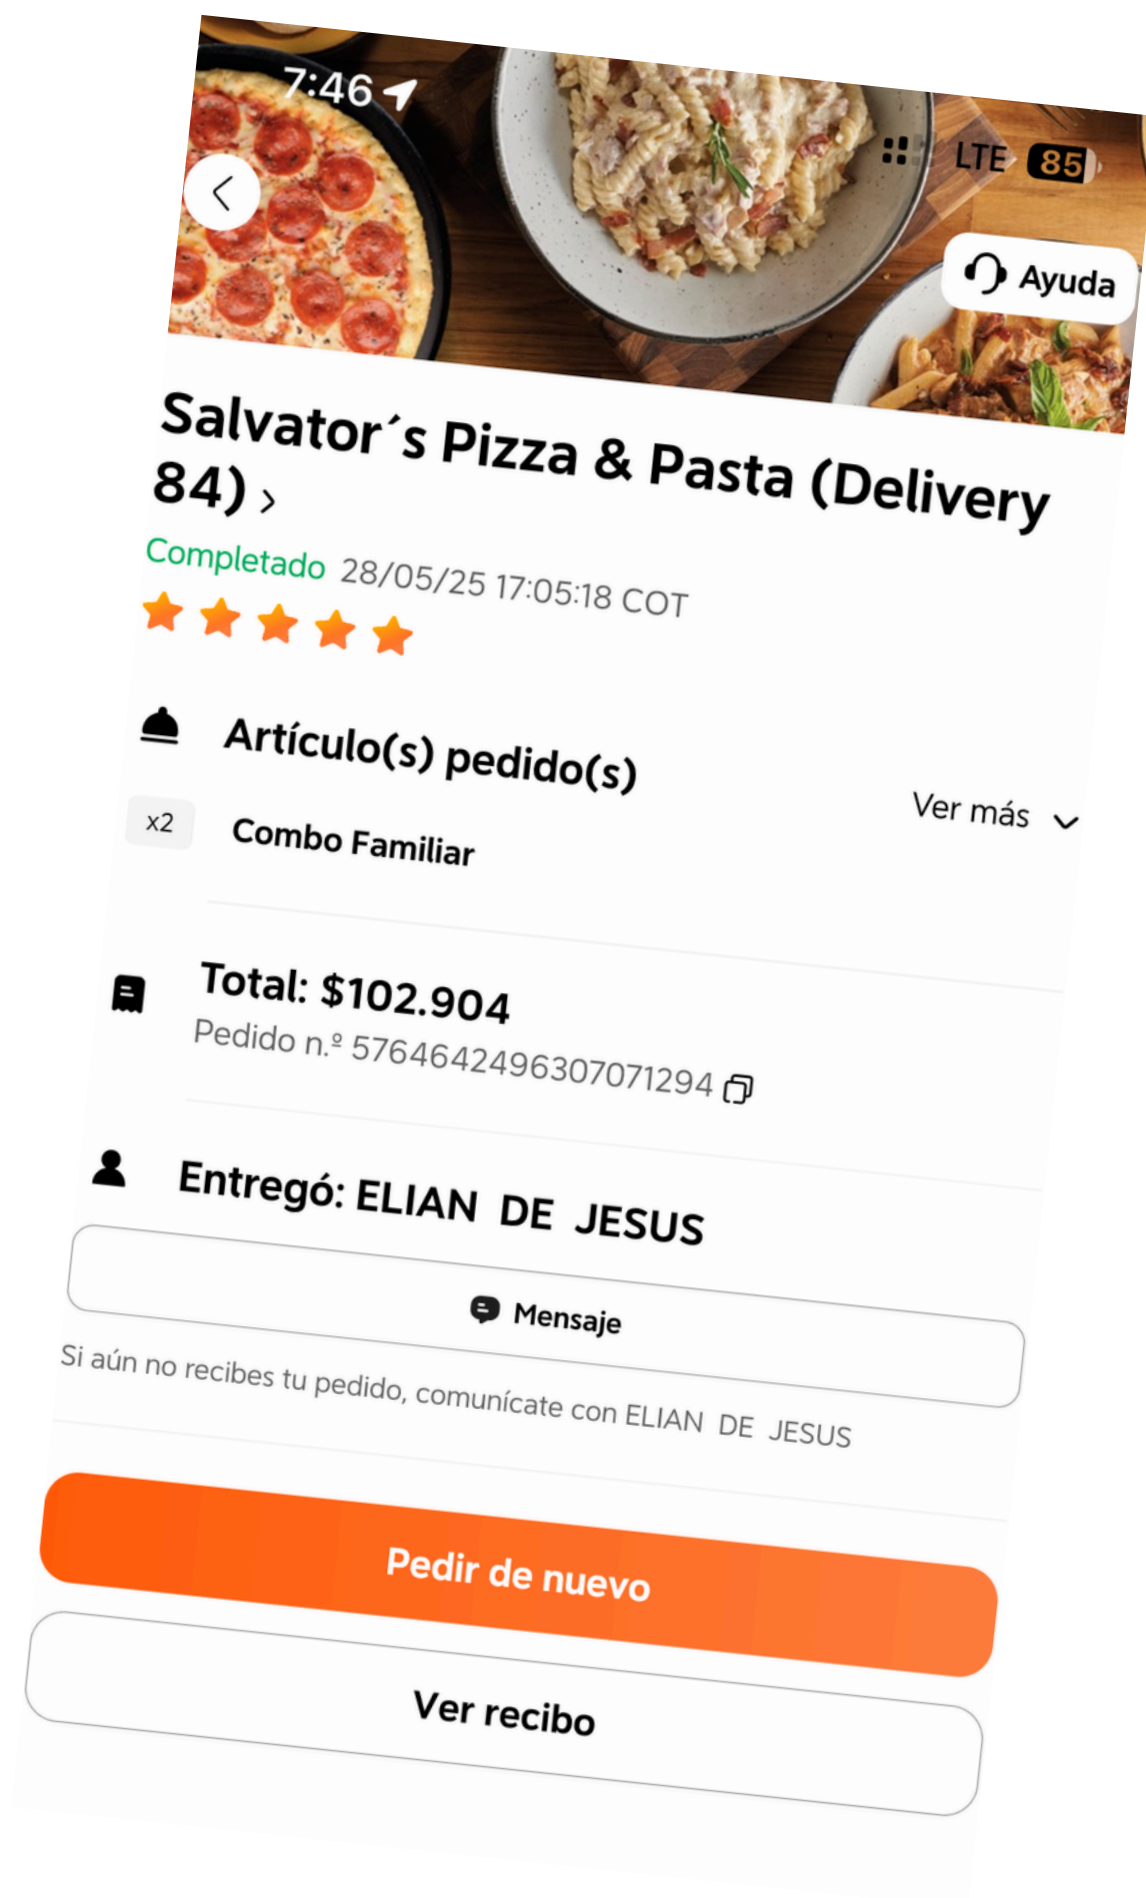 7:46
LTE 85
Ayuda
Salvator´s Pizza & Pasta (Delivery
84)
Completado 28/05/25 17:05:18 COT
Artículo(s) pedido(s)
Ver más
x2 Combo Familiar
Total: $102.904
Pedido n.º 5764642496307071294
Entregó: ELIAN DE JESUS
Mensaje
Si aún no recibes tu pedido, comunícate con ELIAN DE JESUS
Pedir de nuevo
Ver recibo